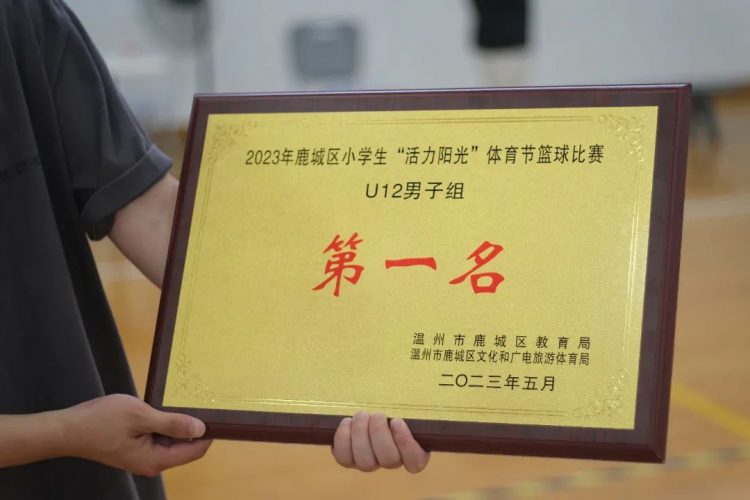 2023年鹿城区小学生“活力阳光”体育节篮球比赛
U12男子组
第一名
温州市鹿城区教育局
温州市鹿城区文化和广电旅游体育局
二〇二三年五月